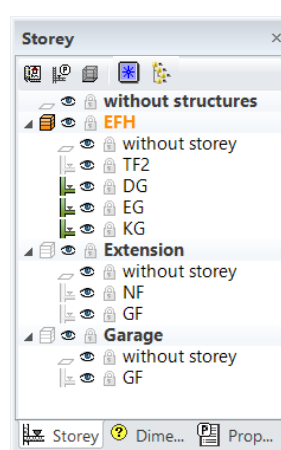 Storey
without structures
EFH
without storey
TF2
DG
EG
KG
Extension
without storey
NF
GF
Garage
without storey
GF
Storey ? Dime... P Prop...